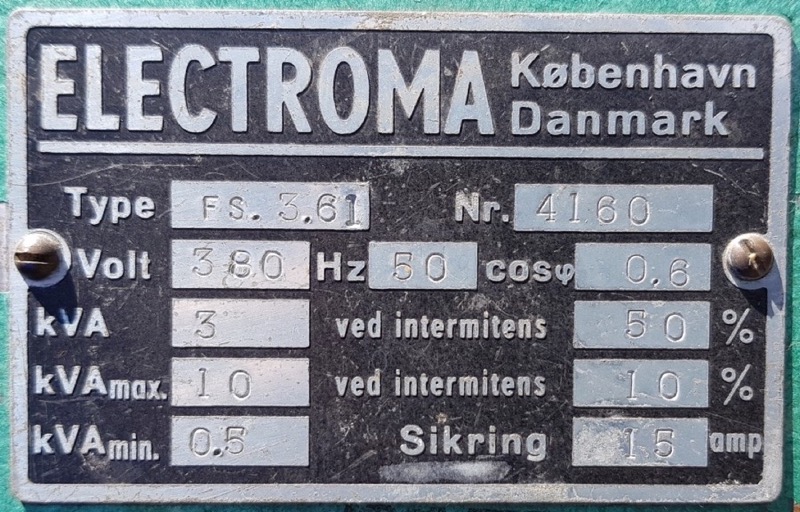 ELECTROMA København
Danmark
Type FS. 3.61 Nr. 4160
Volt 380 Hz 50 cosφ 0.6
kVA 3 ved intermitens 50 %
kVAmax. 10 ved intermitens 10 %
kVAmin. 0.5 Sikring 15 amp